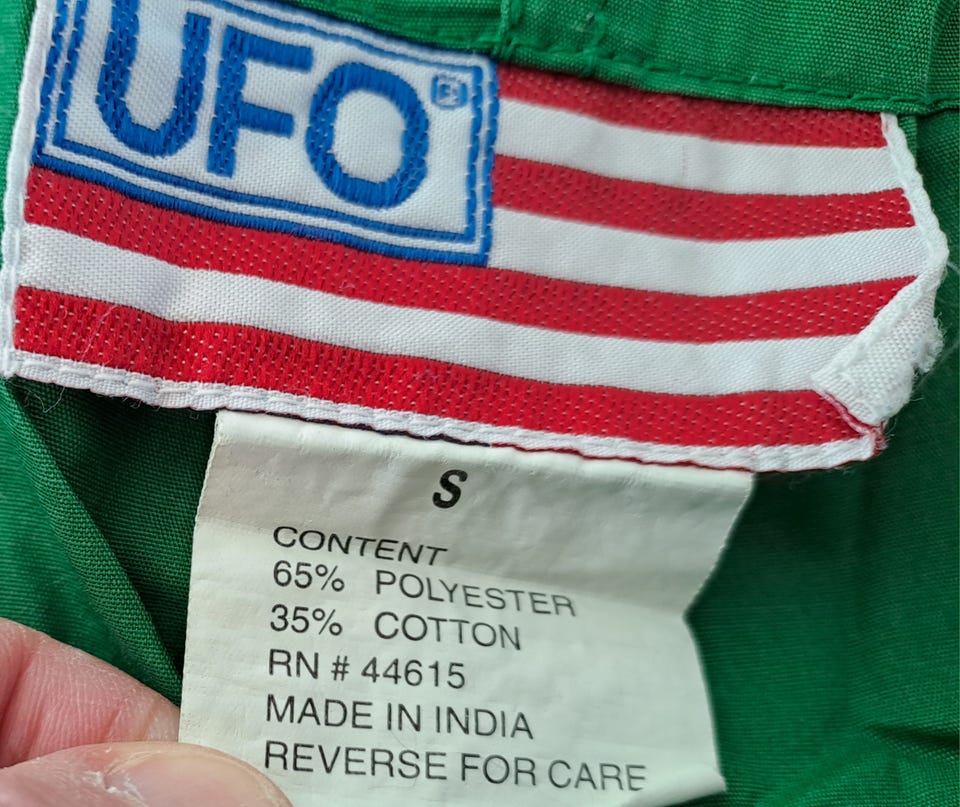 UFO®
S
CONTENT
65% POLYESTER
35% COTTON
RN # 44615
MADE IN INDIA
REVERSE FOR CARE